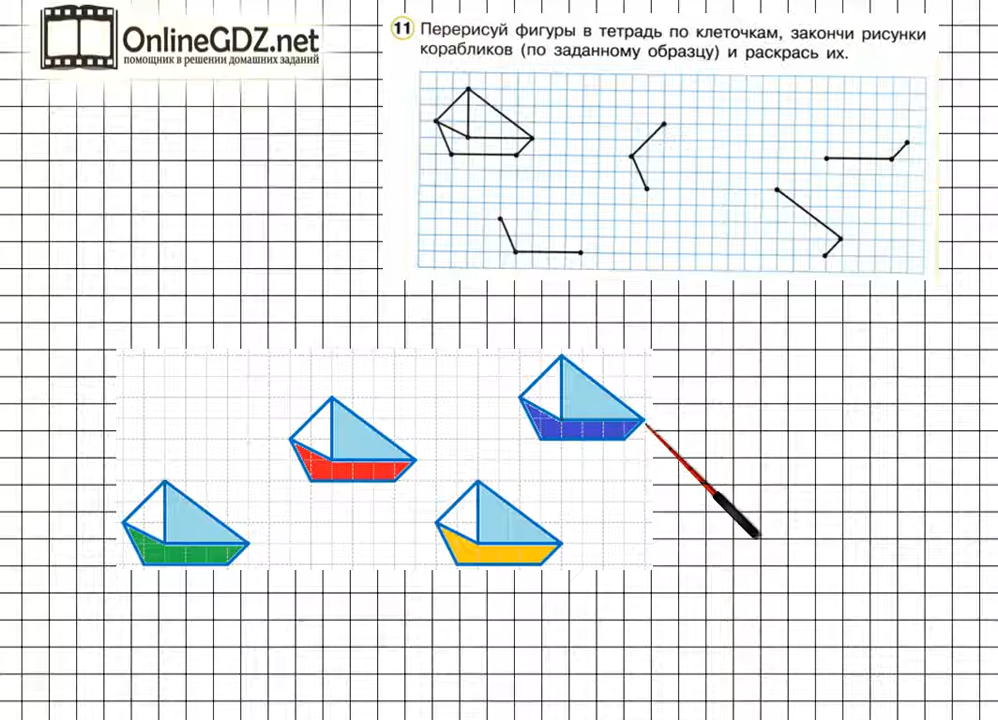 OnlineGDZ.net
помощник в решении домашних заданий
11 Перерисуй фигуры в тетрадь по клеточкам, закончи рисунки
корабликов (по заданному образцу) и раскрась их.